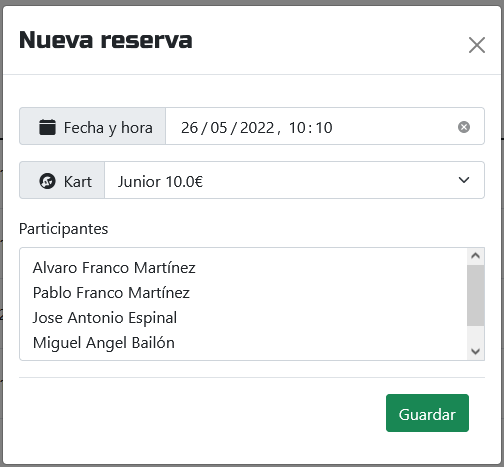 Nueva reserva
Fecha y hora 26/05/2022, 10:10
Kart Junior 10.0€
Participantes
Alvaro Franco Martínez
Pablo Franco Martínez
Jose Antonio Espinal
Miguel Angel Bailón
Guardar